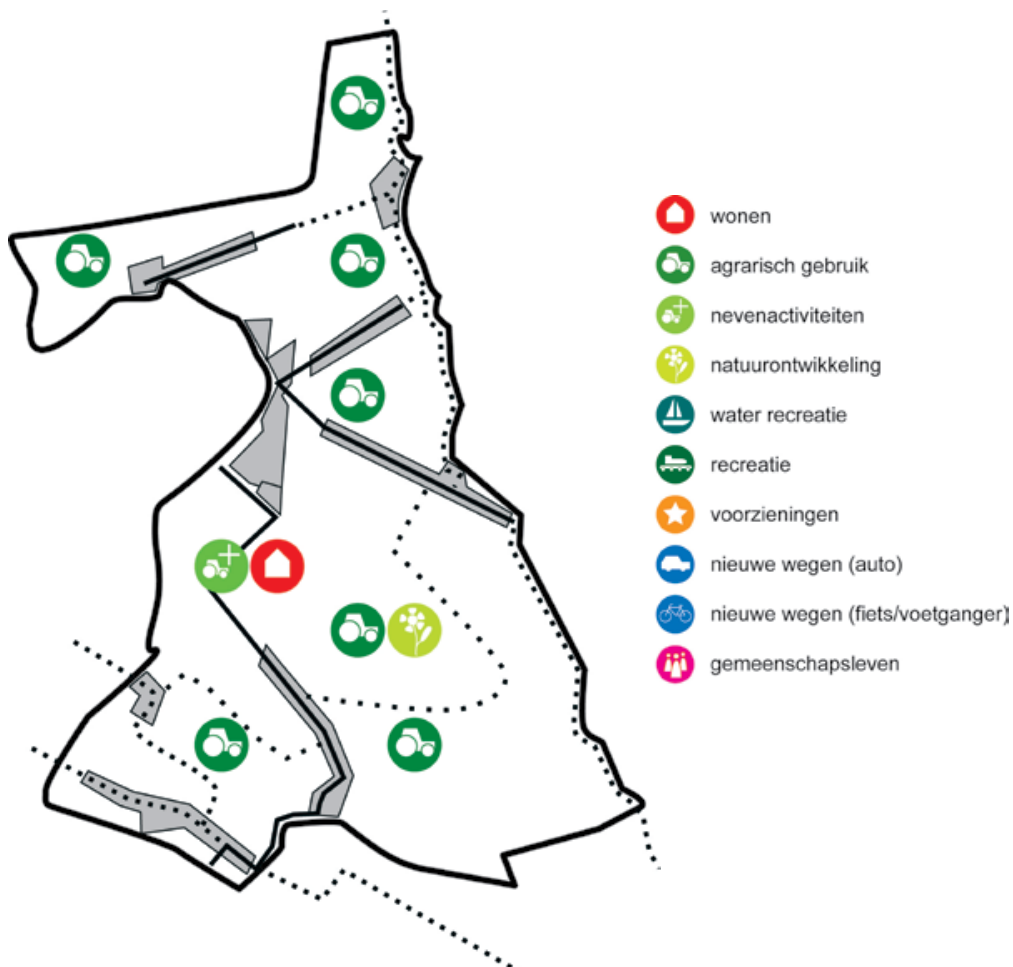 wonen
agrarisch gebruik
nevenactiviteiten
natuurontwikkeling
water recreatie
recreatie
voorzieningen
nieuwe wegen (auto)
nieuwe wegen (fiets/voetganger)
gemeenschapsleven